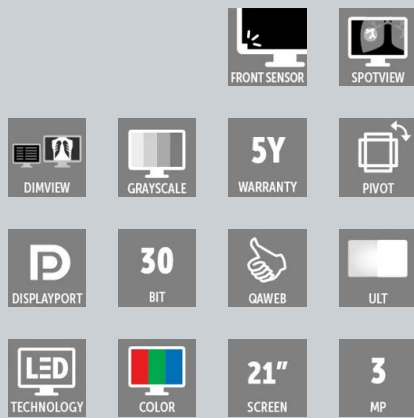 FRONT SENSOR
SPOTVIEW
DIMVIEW
GRAYSCALE
5Y
WARRANTY
PIVOT
DISPLAYPORT
30
BIT
QAWEB
ULT
LED
TECHNOLOGY
COLOR
21"
SCREEN
3
MP